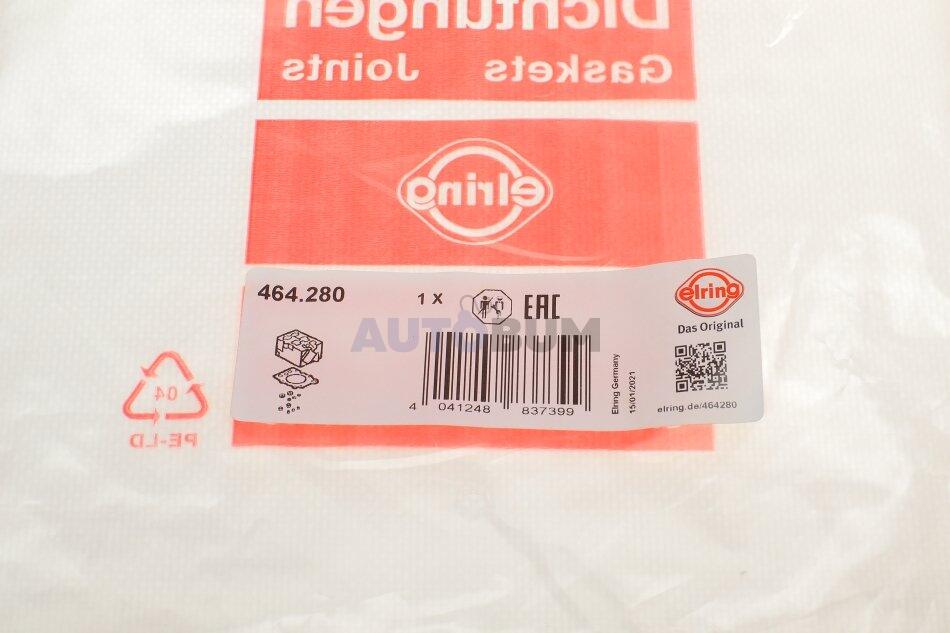 Dichtungen
Gaskets Joints
elring
464.280
1 X
EAC
elring
Das Original
AUTOBUM
4 041248 837399
Elring Germany
15/01/2021
elring.de/464280
04
PE-LD